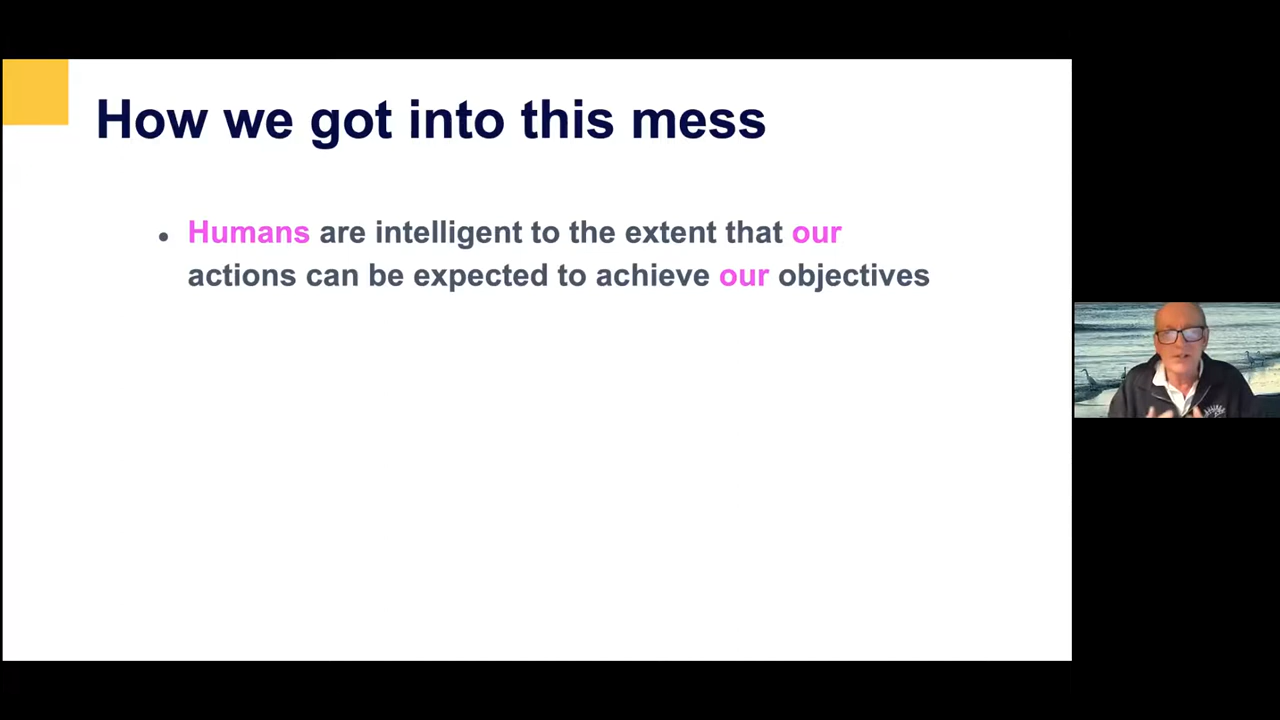 How we got into this mess
• Humans are intelligent to the extent that our
actions can be expected to achieve our objectives